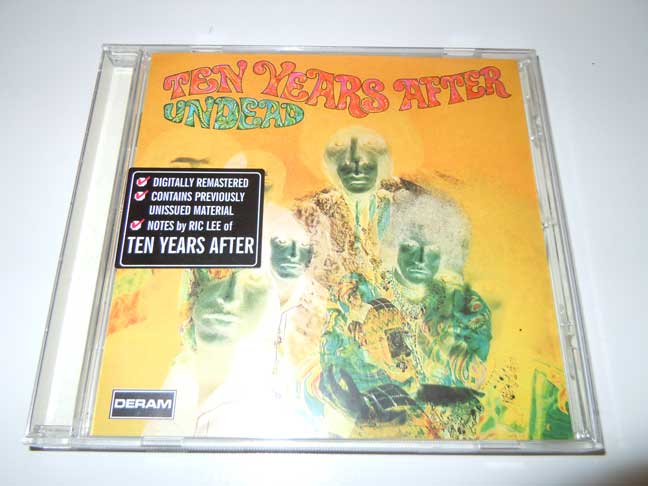 TEN YEARS AFTER
UNDEAD
DIGITALLY REMASTERED
CONTAINS PREVIOUSLY
UNISSUED MATERIAL
NOTES by RIC LEE of
TEN YEARS AFTER
DERAM